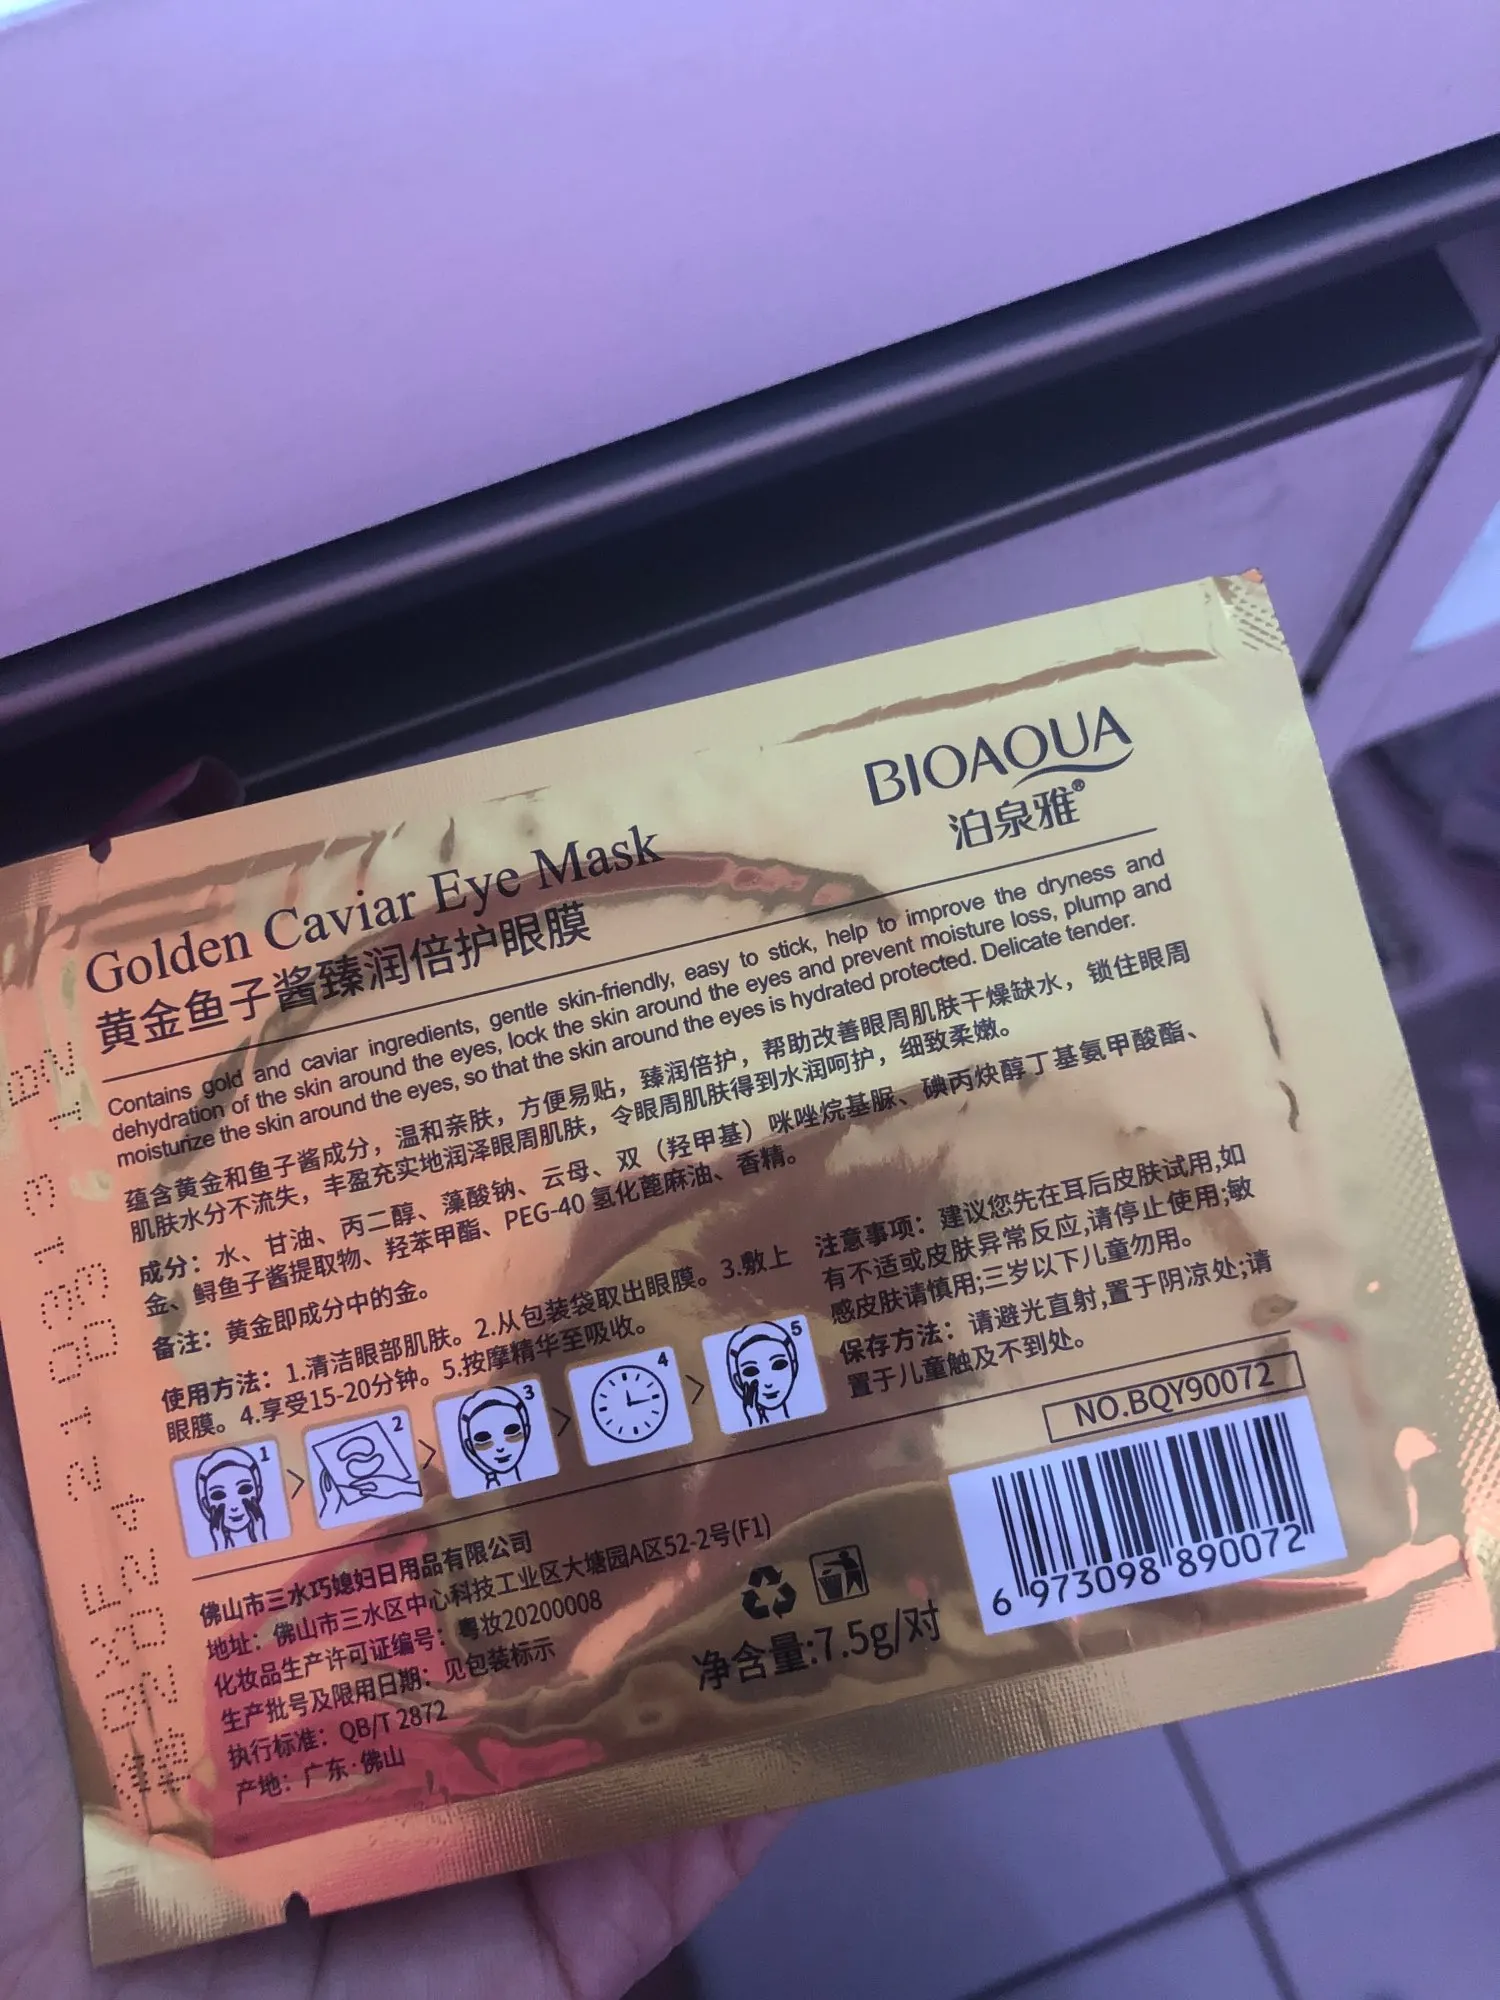 BIOAQUA
泊泉雅®
Golden Caviar Eye Mask
黄金鱼子酱臻润倍护眼膜
Contains gold and caviar ingredients, gentle skin-friendly, easy to stick, help to improve the dryness and
dehydration of the skin around the eyes, lock the skin around the eyes and prevent moisture loss, plump and
moisturize the skin around the eyes, so that the skin around the eyes is hydrated protected. Delicate tender.
蕴含黄金和鱼子酱成分，温和亲肤，方便易贴，臻润倍护，帮助改善眼周肌肤干燥缺水，锁住眼周
肌肤水分不流失，丰盈充实地润泽眼周肌肤，令眼周肌肤得到水润呵护，细致柔嫩。
成分：水、甘油、丙二醇、藻酸钠、云母、双（羟甲基）咪唑烷基脲、碘丙炔醇丁基氨甲酸酯、
金、鲟鱼子酱提取物、羟苯甲酯、PEG-40 氢化蓖麻油、香精。
备注：黄金即成分中的金。
使用方法：1.清洁眼部肌肤。2.从包装袋取出眼膜。3.敷上
眼膜。4.享受15-20分钟。5.按摩精华至吸收。
1
2
3
4
5
注意事项：建议您先在耳后皮肤试用,如
有不适或皮肤异常反应,请停止使用;敏
感皮肤请慎用;三岁以下儿童勿用。
保存方法：请避光直射,置于阴凉处;请
置于儿童触及不到处。
NO.BQY90072
6 973098 890072
佛山市三水巧媳妇日用品有限公司
地址：佛山市三水区中心科技工业区大塘园A区52-2号(F1)
化妆品生产许可证编号：粤妆20200008
生产批号及限用日期：见包装标示
执行标准：QB/T 2872
产地：广东·佛山
净含量:7.5g/对